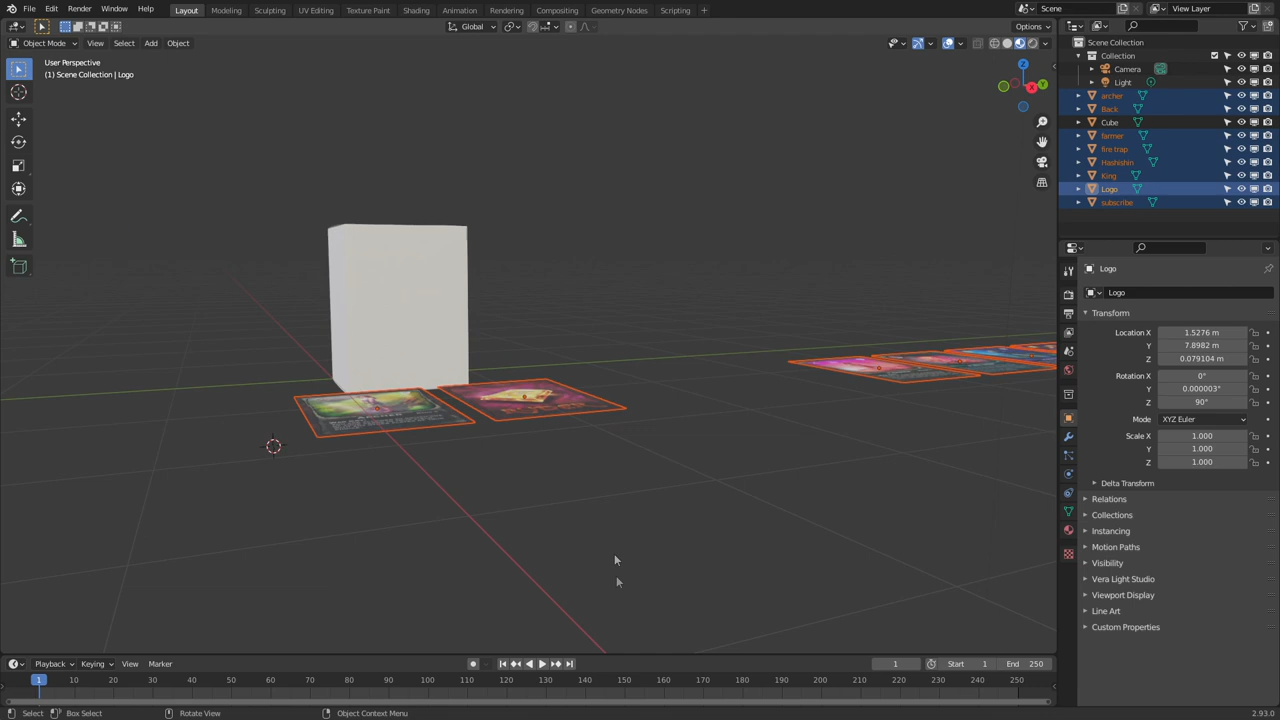 File Edit Render Window Help Layout Modeling Sculpting UV Editing Texture Paint Shading Animation Rendering Compositing Geometry Nodes Scripting + Scene View Layer
Global Options
Object Mode View Select Add Object
User Perspective
(1) Scene Collection | Logo
Z
X
Y
ARCHER
Scene Collection
Collection
Camera
Light
archer
Back
Cube
farmer
fire trap
Hashishin
King
Logo
subscribe
Logo
Logo
Transform
Location X 1.5276 m
Y 7.8982 m
Z 0.079104 m
Rotation X 0°
Y 0.000003°
Z 90°
Mode XYZ Euler
Scale X 1.000
Y 1.000
Z 1.000
Delta Transform
Relations
Collections
Instancing
Motion Paths
Visibility
Vera Light Studio
Viewport Display
Line Art
Custom Properties
Playback Keying View Marker 1 Start 1 End 250
1 10 20 30 40 50 60 70 80 90 100 110 120 130 140 150 160 170 180 190 200 210 220 230 240 250
Select Box Select Rotate View Object Context Menu 2.93.0